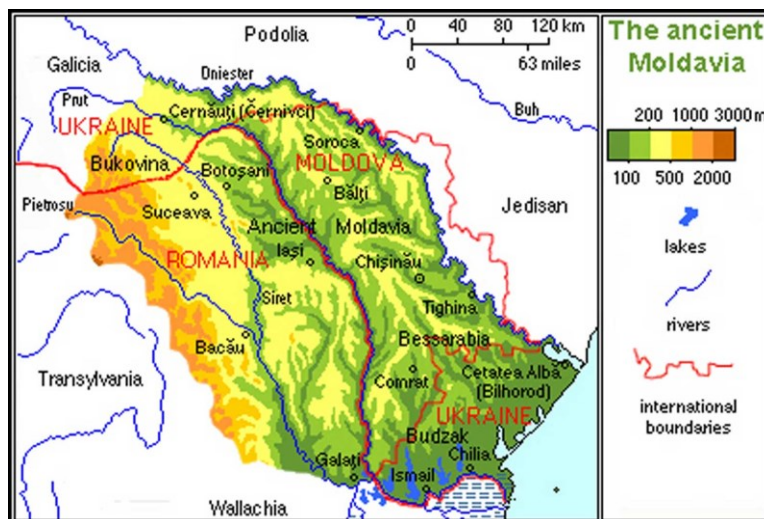 Podolia
0 40 80 120 km
0 63 miles
Galicia
Dniester
Buh
Prut
Cernăuţi (Černivci)
UKRAINE
Soroca
MOLDOVA
Bukovina
Botoşani
Bălţi
Pietroşu
Suceava
Ancient Moldavia
Jedisan
Iaşi
ROMANIA
Chişinău
Siret
Tighina
Bessarabia
Bacău
Transylvania
Comrat
Cetatea Albă
(Bilhorod)
UKRAINE
Budzak
Galaţi
Ismail
Chilia
Wallachia
The ancient
Moldavia
200 1000 3000m
100 500 2000
lakes
rivers
international
boundaries